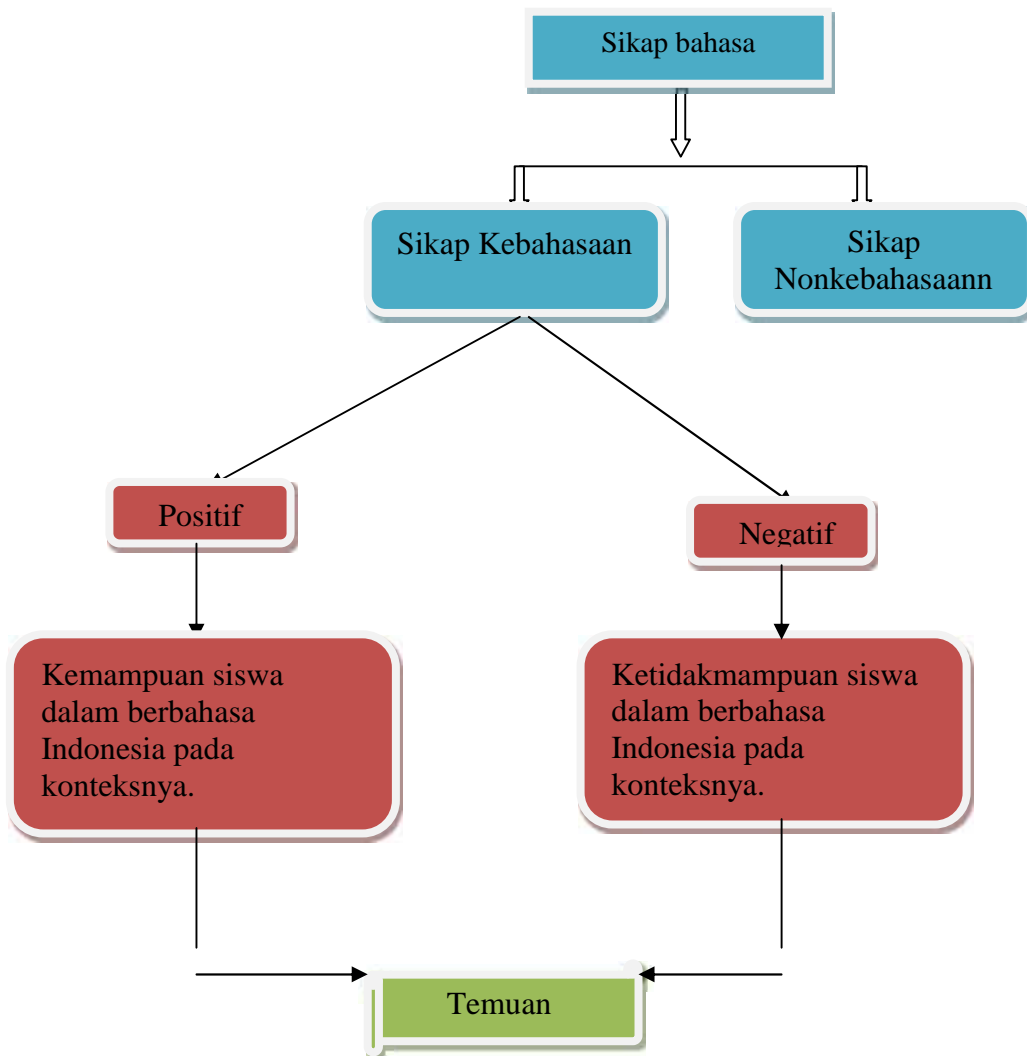 Sikap bahasa
Sikap Kebahasaan
Sikap
Nonkebahasaann
Positif
Negatif
Kemampuan siswa
dalam berbahasa
Indonesia pada
konteksnya.
Ketidakmampuan siswa
dalam berbahasa
Indonesia pada
konteksnya.
Temuan